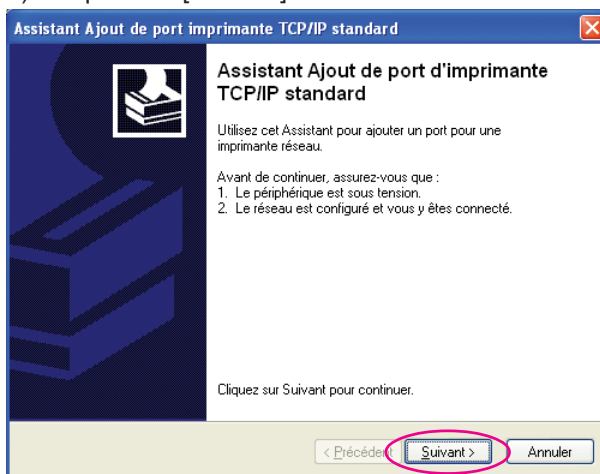 Assistant Ajout de port imprimante TCP/IP standard
Assistant Ajout de port d'imprimante
TCP/IP standard
Utilisez cet Assistant pour ajouter un port pour une
imprimante réseau.
Avant de continuer, assurez-vous que :
1. Le périphérique est sous tension.
2. Le réseau est configuré et vous y êtes connecté.
Cliquez sur Suivant pour continuer.
< Précédent Suivant > Annuler